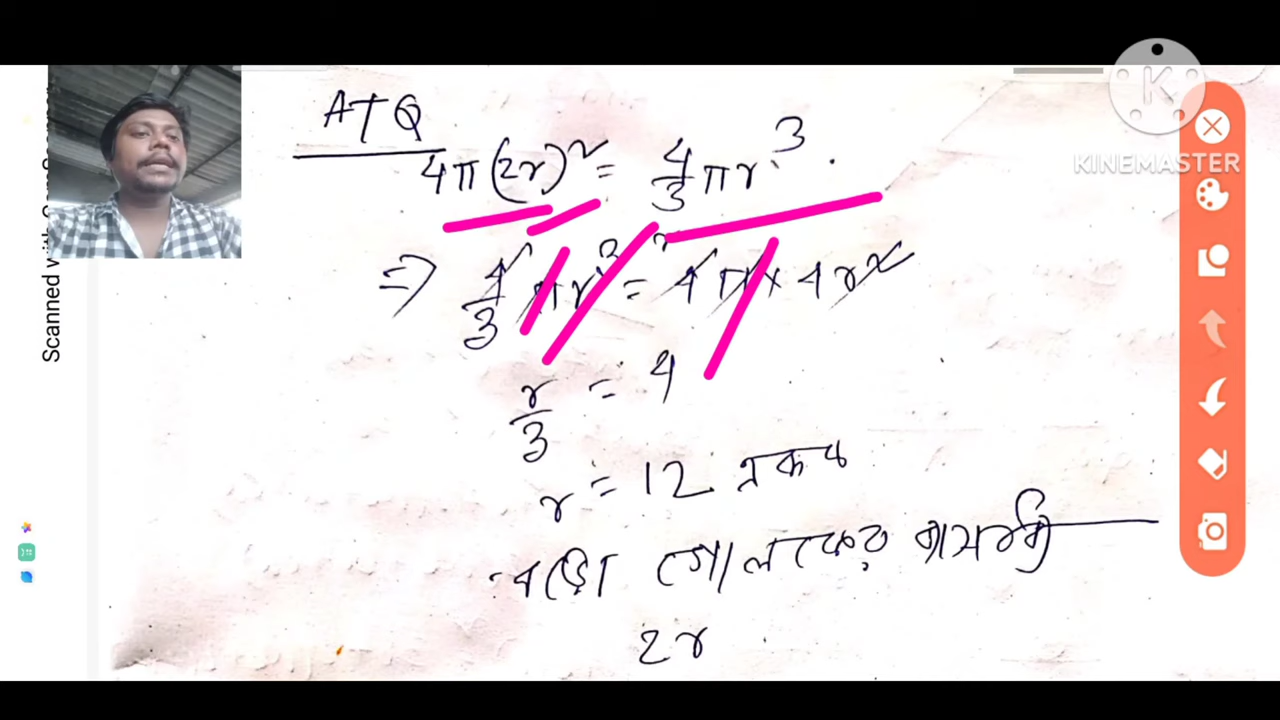 KINEMASTER
ATQ
4π(2r)² = 4/3 πr³.
=> 4/3 πr³ = 4π × 4r²
r/3 = 4
r = 12 একক
বড়ো গোলকের ব্যাসার্ধ
2r
Scanned with